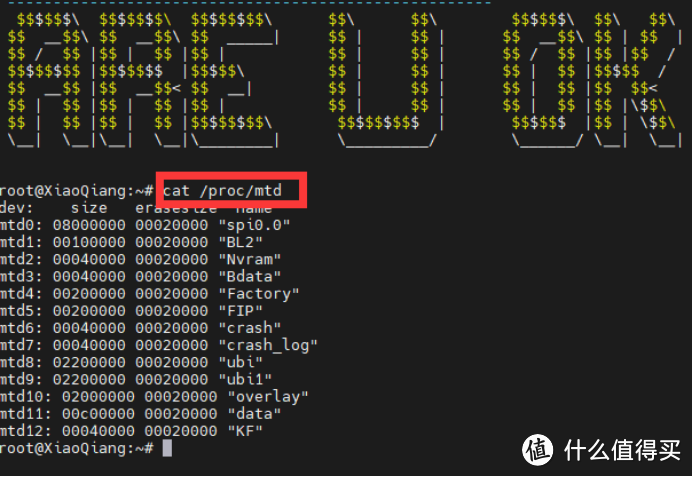 ARE U OK
root@XiaoQiang:~# cat /proc/mtd
dev:    size   erasesize  name
mtd0: 08000000 00020000 "spi0.0"
mtd1: 00100000 00020000 "BL2"
mtd2: 00040000 00020000 "Nvram"
mtd3: 00040000 00020000 "Bdata"
mtd4: 00200000 00020000 "Factory"
mtd5: 00200000 00020000 "FIP"
mtd6: 00040000 00020000 "crash"
mtd7: 00040000 00020000 "crash_log"
mtd8: 02200000 00020000 "ubi"
mtd9: 02200000 00020000 "ubi1"
mtd10: 02000000 00020000 "overlay"
mtd11: 00c00000 00020000 "data"
mtd12: 00040000 00020000 "KF"
root@XiaoQiang:~#
值 什么值得买